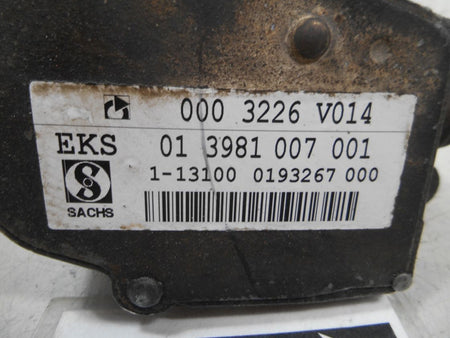 000 3226 V014
EKS 01 3981 007 001
1-13100 0193267 000
SACHS